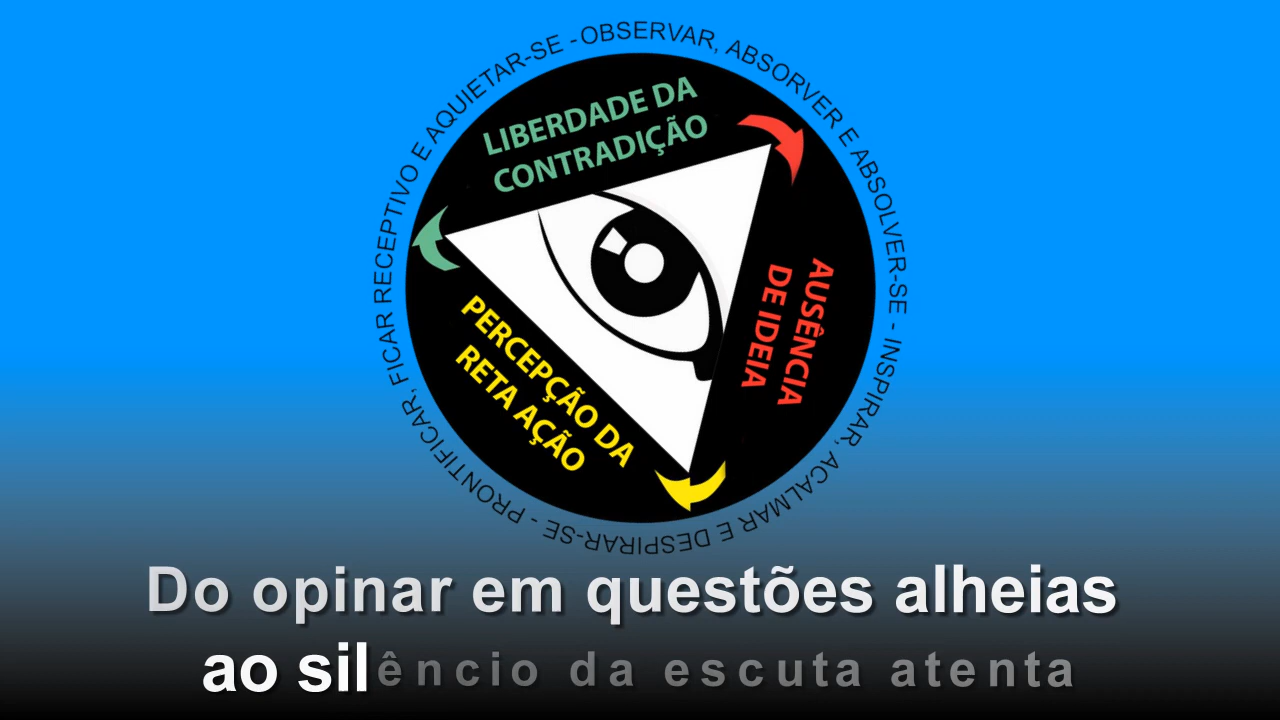 OBSERVAR, ABSORVER E ABSOLVER-SE - INSPIRAR, ACALMAR E DESPIRAR-SE - PRONTIFICAR, FICAR RECEPTIVO E AQUIETAR-SE -
LIBERDADE DA
CONTRADIÇÃO
AUSÊNCIA
DE IDEIA
PERCEPÇÃO DA
RETA AÇÃO
Do opinar em questões alheias
ao silêncio da escuta atenta